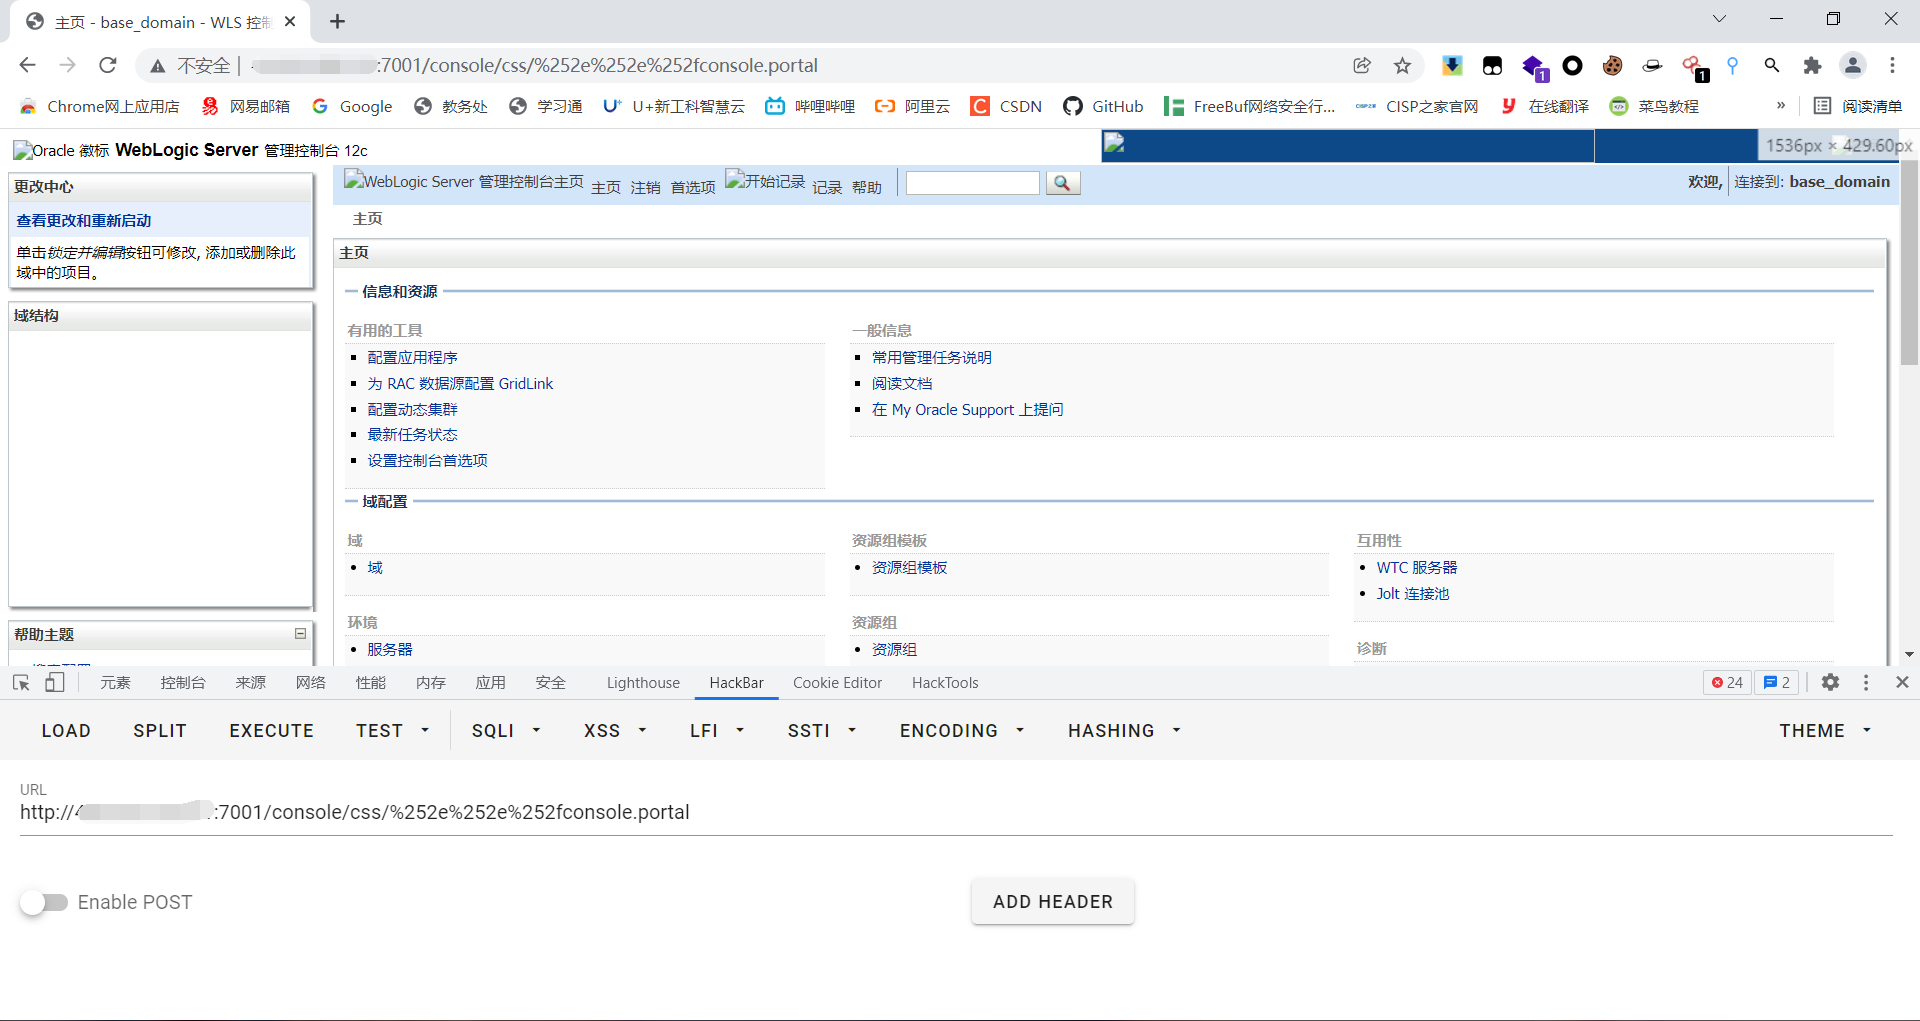 主页 - base_domain - WLS 控制
不安全 | :7001/console/css/%252e%252e%252fconsole.portal
1
1
Chrome网上应用店 网易邮箱 Google 教务处 学习通 U+新工科智慧云 哔哩哔哩 阿里云 CSDN GitHub FreeBuf网络安全行... CISP之家官网 在线翻译 菜鸟教程 » 阅读清单
Oracle 徽标 WebLogic Server 管理控制台 12c
1536px × 429.60px
更改中心
查看更改和重新启动
单击锁定并编辑按钮可修改, 添加或删除此
域中的项目。
域结构
帮助主题
WebLogic Server 管理控制台主页 主页 注销 首选项 开始记录 记录 帮助
欢迎, 连接到: base_domain
主页
主页
信息和资源
有用的工具
配置应用程序
为 RAC 数据源配置 GridLink
配置动态集群
最新任务状态
设置控制台首选项
一般信息
常用管理任务说明
阅读文档
在 My Oracle Support 上提问
域配置
域
域
环境
服务器
资源组模板
资源组模板
资源组
资源组
互用性
WTC 服务器
Jolt 连接池
诊断
元素 控制台 来源 网络 性能 内存 应用 安全 Lighthouse HackBar Cookie Editor HackTools 24 2
LOAD SPLIT EXECUTE TEST SQLI XSS LFI SSTI ENCODING HASHING THEME
URL
http://4 :7001/console/css/%252e%252e%252fconsole.portal
Enable POST
ADD HEADER